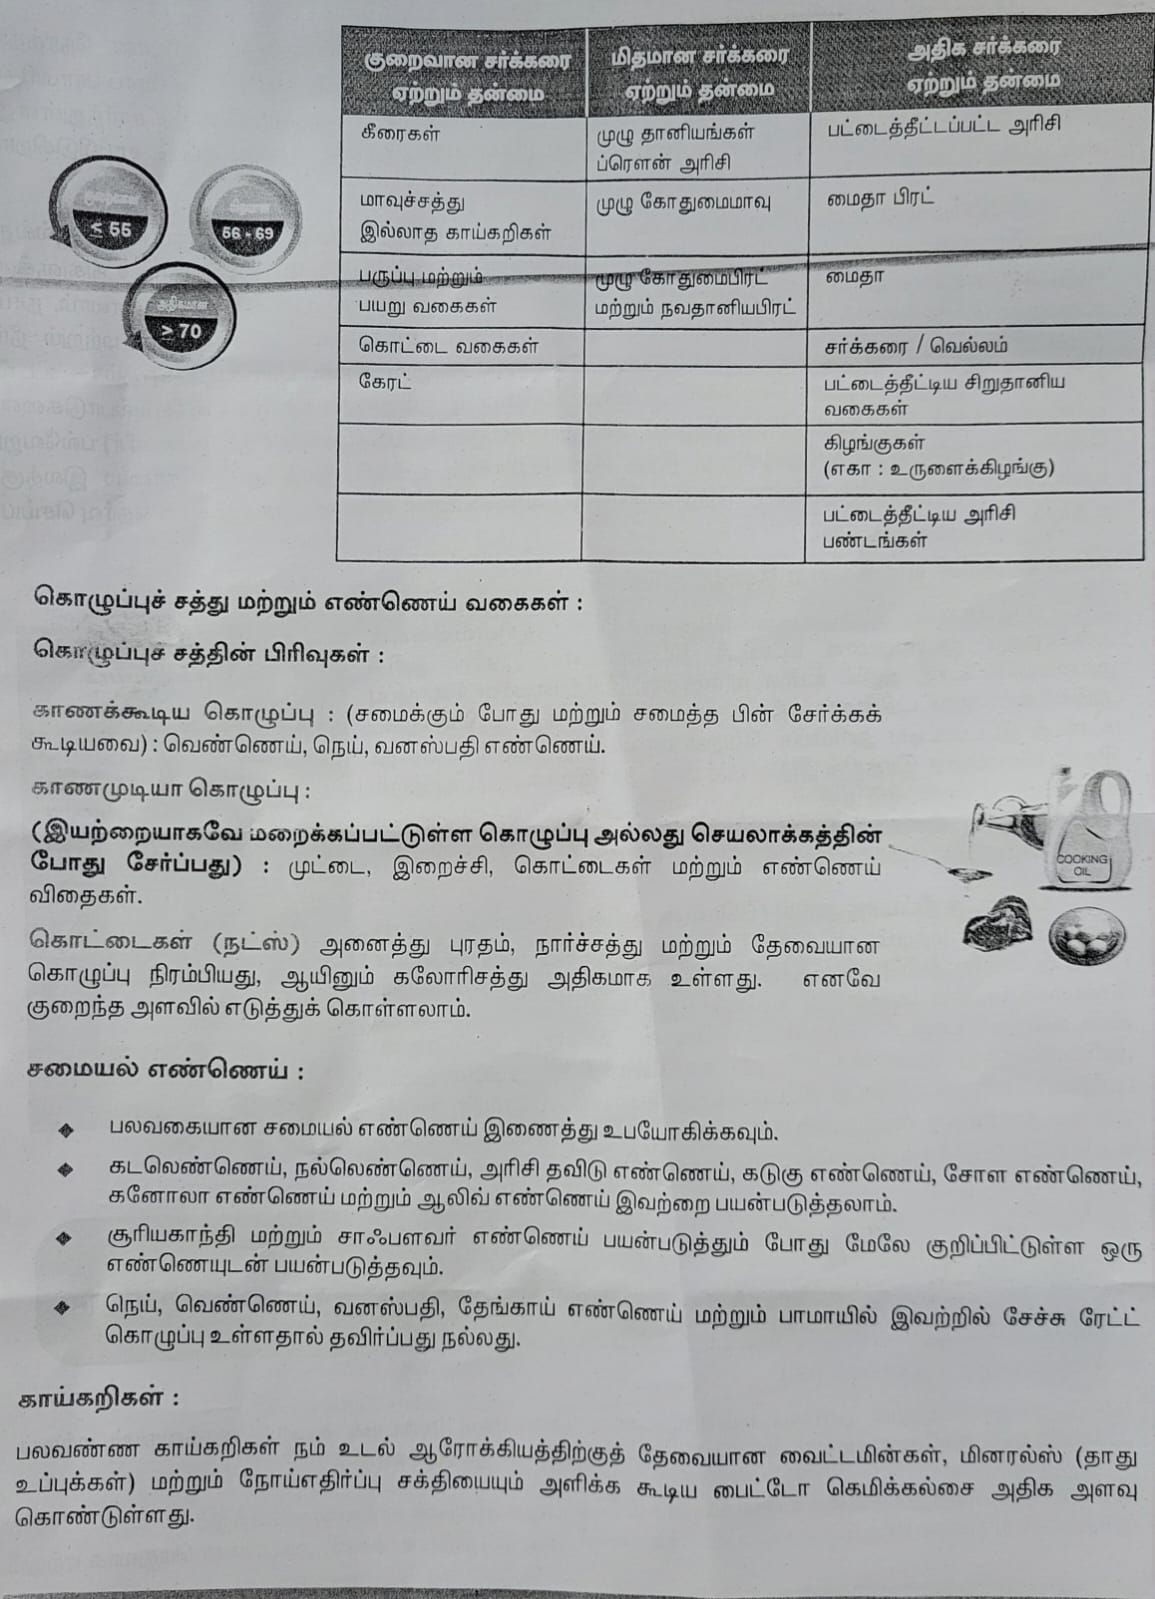 குறைவான சர்க்கரை ஏற்றும் தன்மை
மிதமான சர்க்கரை ஏற்றும் தன்மை
அதிக சர்க்கரை ஏற்றும் தன்மை
கீரைகள்
முழு தானியங்கள்
ப்ரௌன் அரிசி
பட்டைத்தீட்டப்பட்ட அரிசி
மாவுச்சத்து
இல்லாத காய்கறிகள்
முழு கோதுமைமாவு
மைதா பிரட்
≤ 55
56 - 69
அதிகமான
> 70
பருப்பு மற்றும்
பயறு வகைகள்
முழு கோதுமைபிரட்
மற்றும் நவதானியபிரட்
மைதா
கொட்டை வகைகள்
சர்க்கரை / வெல்லம்
கேரட்
பட்டைத்தீட்டிய சிறுதானிய
வகைகள்
கிழங்குகள்
(எகா : உருளைக்கிழங்கு)
பட்டைத்தீட்டிய அரிசி
பண்டங்கள்
கொழுப்புச் சத்து மற்றும் எண்ணெய் வகைகள் :
கொழுப்புச் சத்தின் பிரிவுகள் :
காணக்கூடிய கொழுப்பு : (சமைக்கும் போது மற்றும் சமைத்த பின் சேர்க்கக்
கூடியவை) : வெண்ணெய், நெய், வனஸ்பதி எண்ணெய்.
காணமுடியா கொழுப்பு :
(இயற்றையாகவே மறைக்கப்பட்டுள்ள கொழுப்பு அல்லது செயலாக்கத்தின்
போது சேர்ப்பது) : முட்டை, இறைச்சி, கொட்டைகள் மற்றும் எண்ணெய்
விதைகள்.
COOKING
OIL
கொட்டைகள் (நட்ஸ்) அனைத்து புரதம், நார்ச்சத்து மற்றும் தேவையான
கொழுப்பு நிரம்பியது, ஆயினும் கலோரிசத்து அதிகமாக உள்ளது. எனவே
குறைந்த அளவில் எடுத்துக் கொள்ளலாம்.
சமையல் எண்ணெய் :
பலவகையான சமையல் எண்ணெய் இணைத்து உபயோகிக்கவும்.
கடலெண்ணெய், நல்லெண்ணெய், அரிசி தவிடு எண்ணெய், கடுகு எண்ணெய், சோள எண்ணெய்,
கனோலா எண்ணெய் மற்றும் ஆலிவ் எண்ணெய் இவற்றை பயன்படுத்தலாம்.
சூரியகாந்தி மற்றும் சாஃபளவர் எண்ணெய் பயன்படுத்தும் போது மேலே குறிப்பிட்டுள்ள ஒரு
எண்ணெயுடன் பயன்படுத்தவும்.
நெய், வெண்ணெய், வனஸ்பதி, தேங்காய் எண்ணெய் மற்றும் பாமாயில் இவற்றில் சேச்சு ரேட்ட்
கொழுப்பு உள்ளதால் தவிர்ப்பது நல்லது.
காய்கறிகள் :
பலவண்ண காய்கறிகள் நம் உடல் ஆரோக்கியத்திற்குத் தேவையான வைட்டமின்கள், மினரல்ஸ் (தாது
உப்புக்கள்) மற்றும் நோய்எதிர்ப்பு சக்தியையும் அளிக்க கூடிய பைட்டோ கெமிக்கல்சை அதிக அளவு
கொண்டுள்ளது.